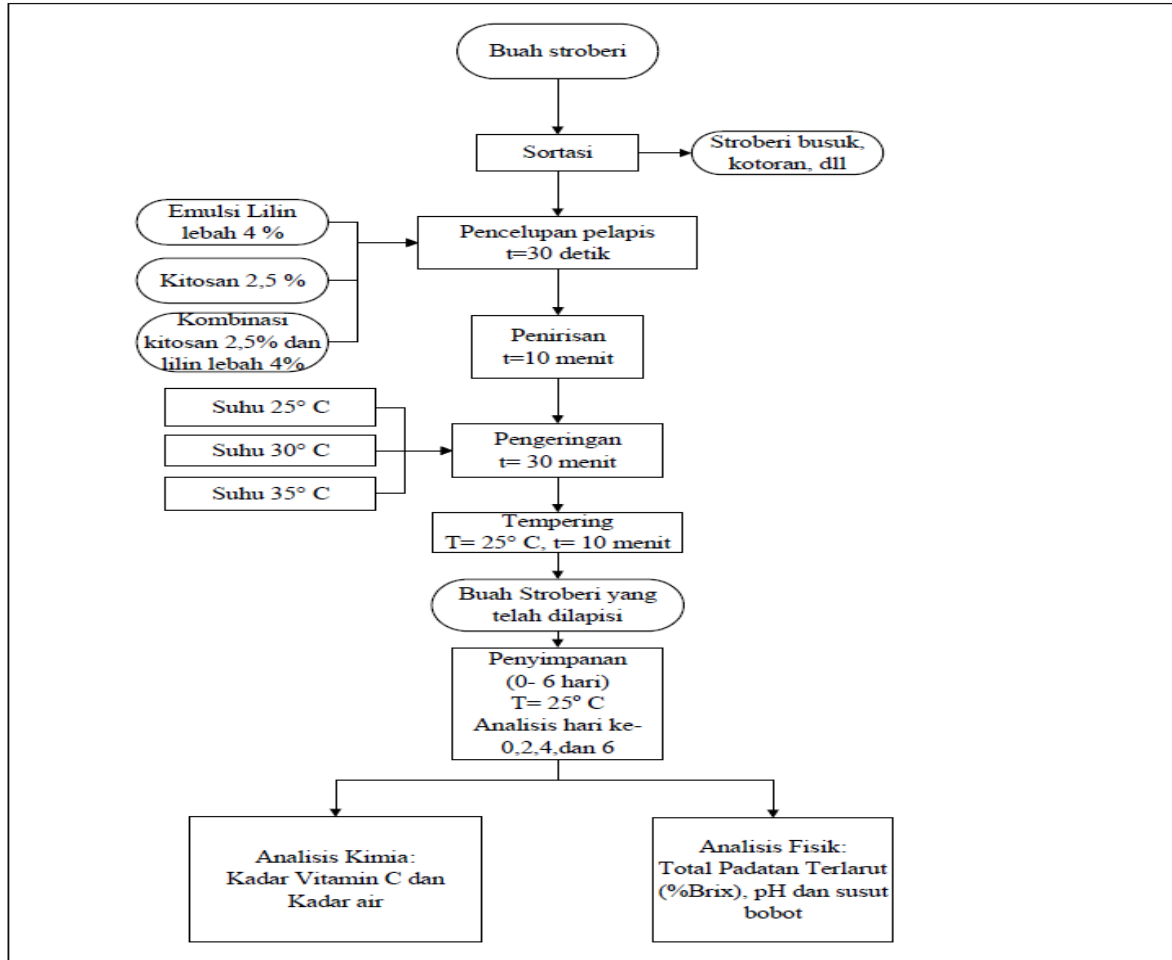 Buah stroberi
Sortasi
Stroberi busuk,
kotoran, dll
Emulsi Lilin
lebah 4 %
Kitosan 2,5 %
Kombinasi
kitosan 2,5% dan
lilin lebah 4%
Pencelupan pelapis
t=30 detik
Penirisan
t=10 menit
Suhu 25° C
Suhu 30° C
Suhu 35° C
Pengeringan
t= 30 menit
Tempering
T= 25° C, t= 10 menit
Buah Stroberi yang
telah dilapisi
Penyimpanan
(0- 6 hari)
T= 25° C
Analisis hari ke-
0,2,4,dan 6
Analisis Kimia:
Kadar Vitamin C dan
Kadar air
Analisis Fisik:
Total Padatan Terlarut
(%Brix), pH dan susut
bobot